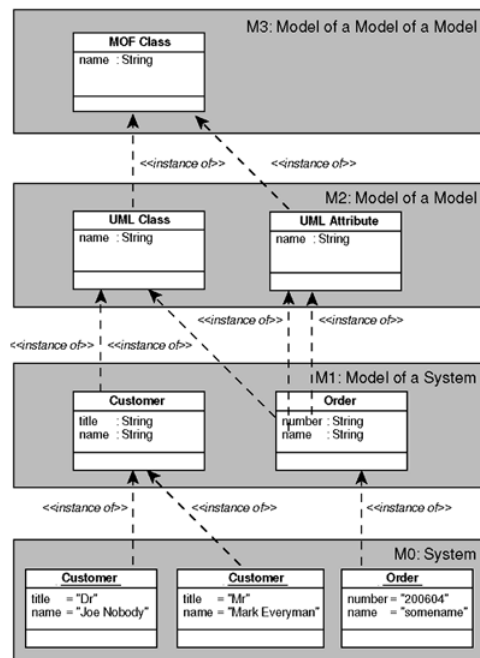 M3: Model of a Model of a Model
MOF Class
name : String
<<instance of>>
<<instance of>>
M2: Model of a Model
UML Class
name : String
UML Attribute
name : String
<<instance of>>
<<instance of>>
<<instance of>>
<<instance of>>
M1: Model of a System
Customer
title : String
name : String
Order
number : String
name : String
<<instance of>>
<<instance of>>
<<instance of>>
M0: System
Customer
title = "Dr"
name = "Joe Nobody"
Customer
title = "Mr"
name = "Mark Everyman"
Order
number = "200604"
name = "somename"